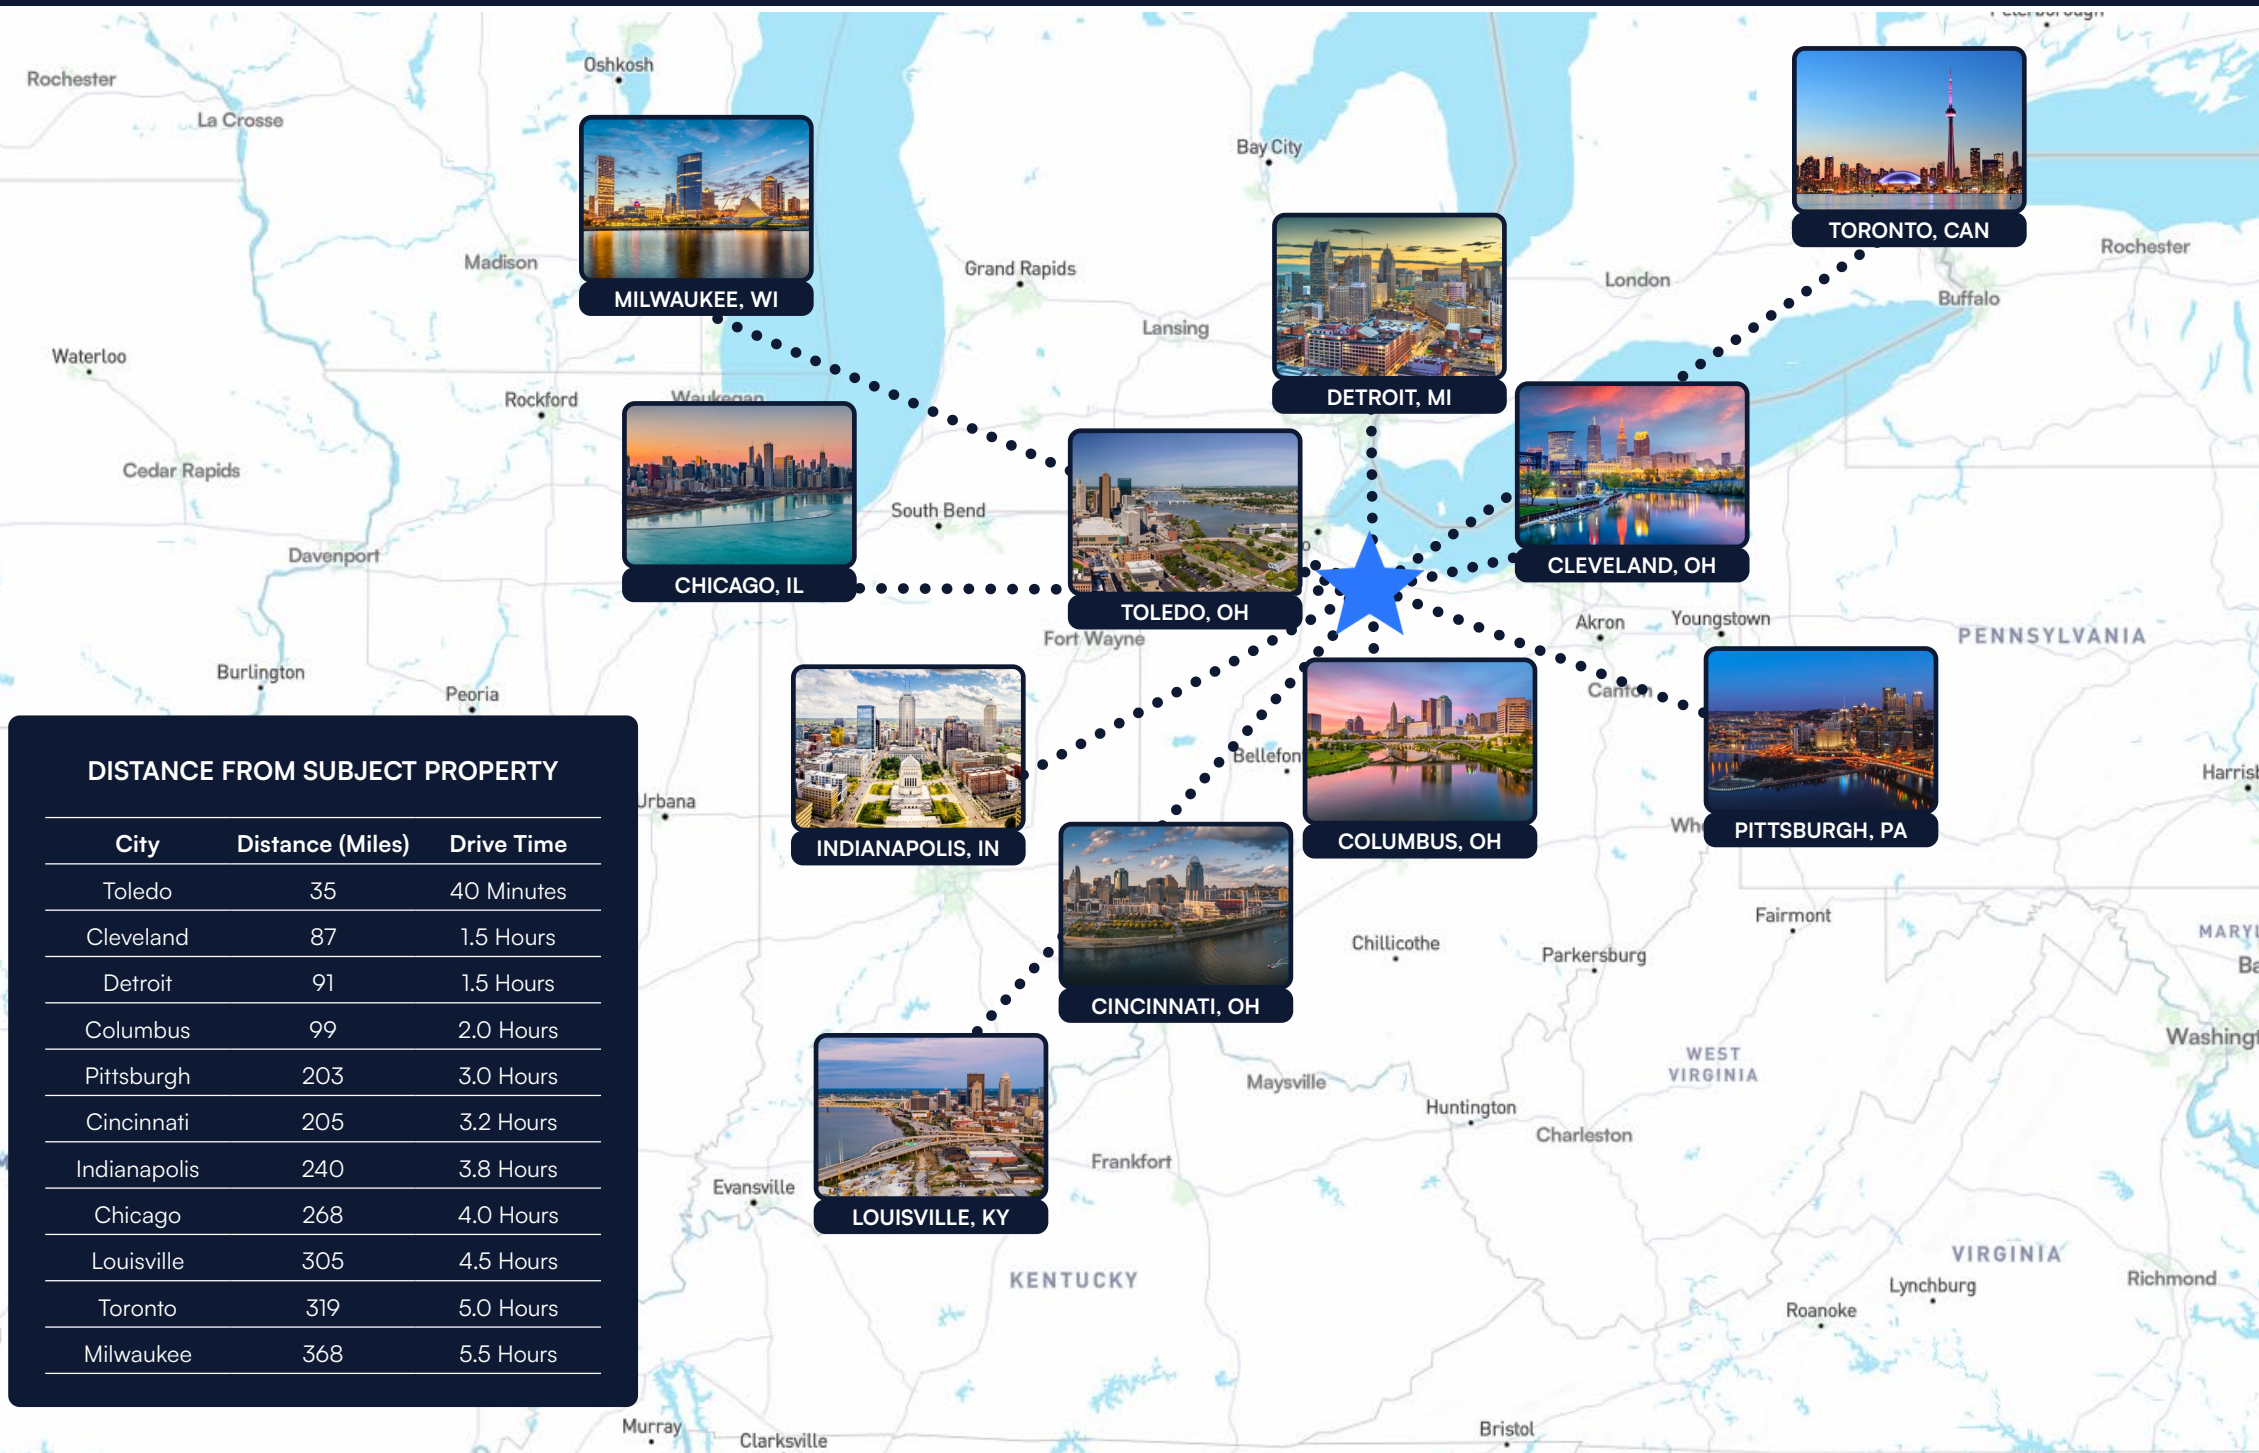 Rochester
La Crosse
Oshkosh
Bay City
TORONTO, CAN
Rochester
Buffalo
London
Madison
MILWAUKEE, WI
Grand Rapids
Lansing
DETROIT, MI
Waterloo
Rockford
Waukegan
Cedar Rapids
Davenport
CHICAGO, IL
South Bend
TOLEDO, OH
Fort Wayne
CLEVELAND, OH
Akron
Youngstown
PENNSYLVANIA
Canton
Burlington
Peoria
Urbana
INDIANAPOLIS, IN
COLUMBUS, OH
PITTSBURGH, PA
DISTANCE FROM SUBJECT PROPERTY
City Distance (Miles) Drive Time
Toledo 35 40 Minutes
Cleveland 87 1.5 Hours
Detroit 91 1.5 Hours
Columbus 99 2.0 Hours
Pittsburgh 203 3.0 Hours
Cincinnati 205 3.2 Hours
Indianapolis 240 3.8 Hours
Chicago 268 4.0 Hours
Louisville 305 4.5 Hours
Toronto 319 5.0 Hours
Milwaukee 368 5.5 Hours
CINCINNATI, OH
Chillicothe
Parkersburg
Fairmont
WEST
VIRGINIA
Maysville
Huntington
Charleston
Frankfort
Evansville
LOUISVILLE, KY
KENTUCKY
VIRGINIA
Lynchburg
Richmond
Roanoke
Murray
Clarksville
Bristol